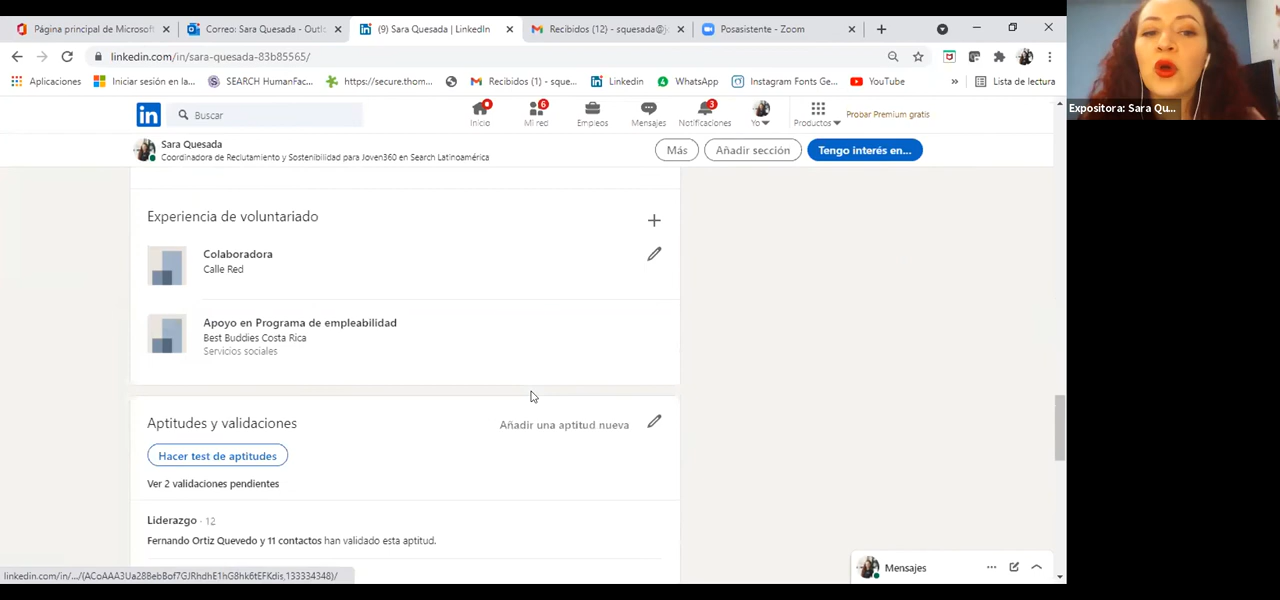 Página principal de Microsoft
Correo: Sara Quesada - Outlo
(9) Sara Quesada | LinkedIn
Recibidos (12) - squesada@j
Posasistente - Zoom
linkedin.com/in/sara-quesada-83b85565/
Aplicaciones
Iniciar sesión en la...
SEARCH HumanFac...
https://secure.thom...
Recibidos (1) - sque...
Linkedin
WhatsApp
Instagram Fonts Ge...
YouTube
»
Lista de lectura
Expositora: Sara Qu...
in
Buscar
Inicio
6
Mi red
Empleos
Mensajes
3
Notificaciones
Yo
Productos
Probar Premium gratis
Sara Quesada
Coordinadora de Reclutamiento y Sostenibilidad para Joven360 en Search Latinoamérica
Más
Añadir sección
Tengo interés en...
Experiencia de voluntariado
Colaboradora
Calle Red
Apoyo en Programa de empleabilidad
Best Buddies Costa Rica
Servicios sociales
Aptitudes y validaciones
Añadir una aptitud nueva
Hacer test de aptitudes
Ver 2 validaciones pendientes
Liderazgo · 12
Fernando Ortiz Quevedo y 11 contactos han validado esta aptitud.
Mensajes